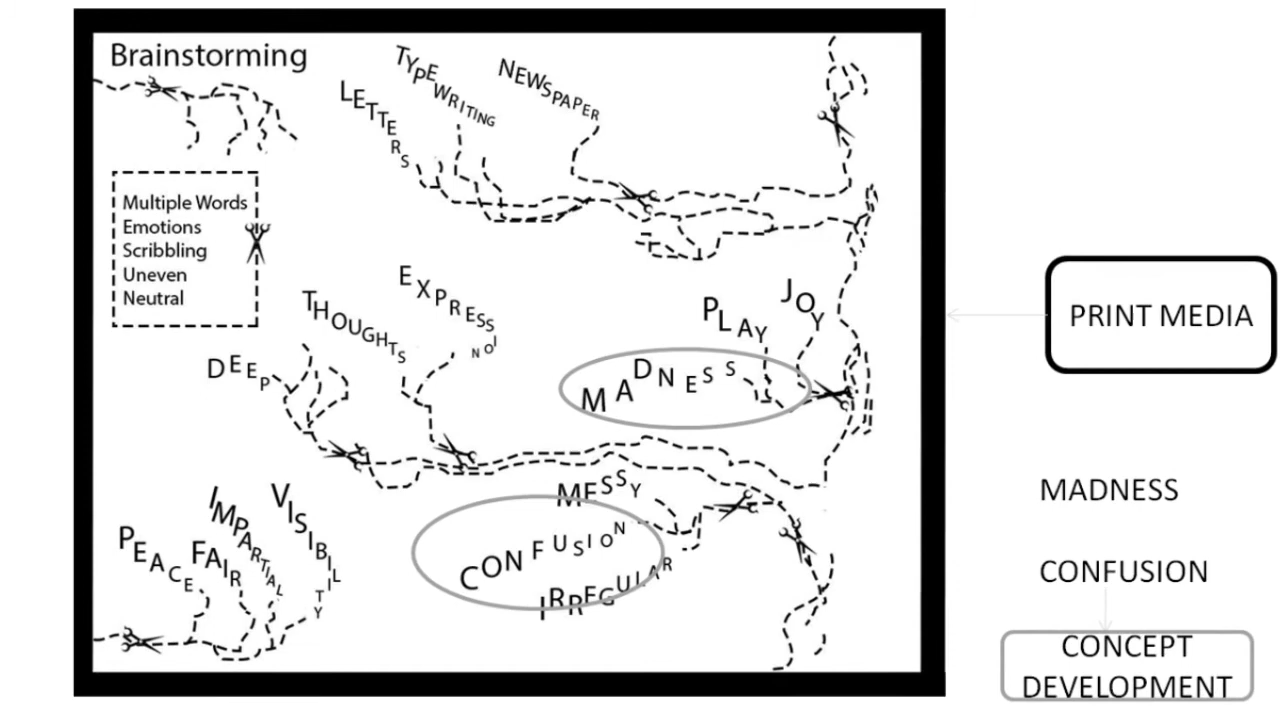 Brainstorming
TYPEWRITING
NEWSPAPER
LETTERS
Multiple Words
Emotions
Scribbling
Uneven
Neutral
EXPRESSION
THOUGHTS
DEEP
JOY
PLAY
MADNESS
PRINT MEDIA
MESSY
CONFUSION
IRREGULAR
VISIBILITY
IMPARTIAL
FAIR
PEACE
MADNESS
CONFUSION
CONCEPT
DEVELOPMENT